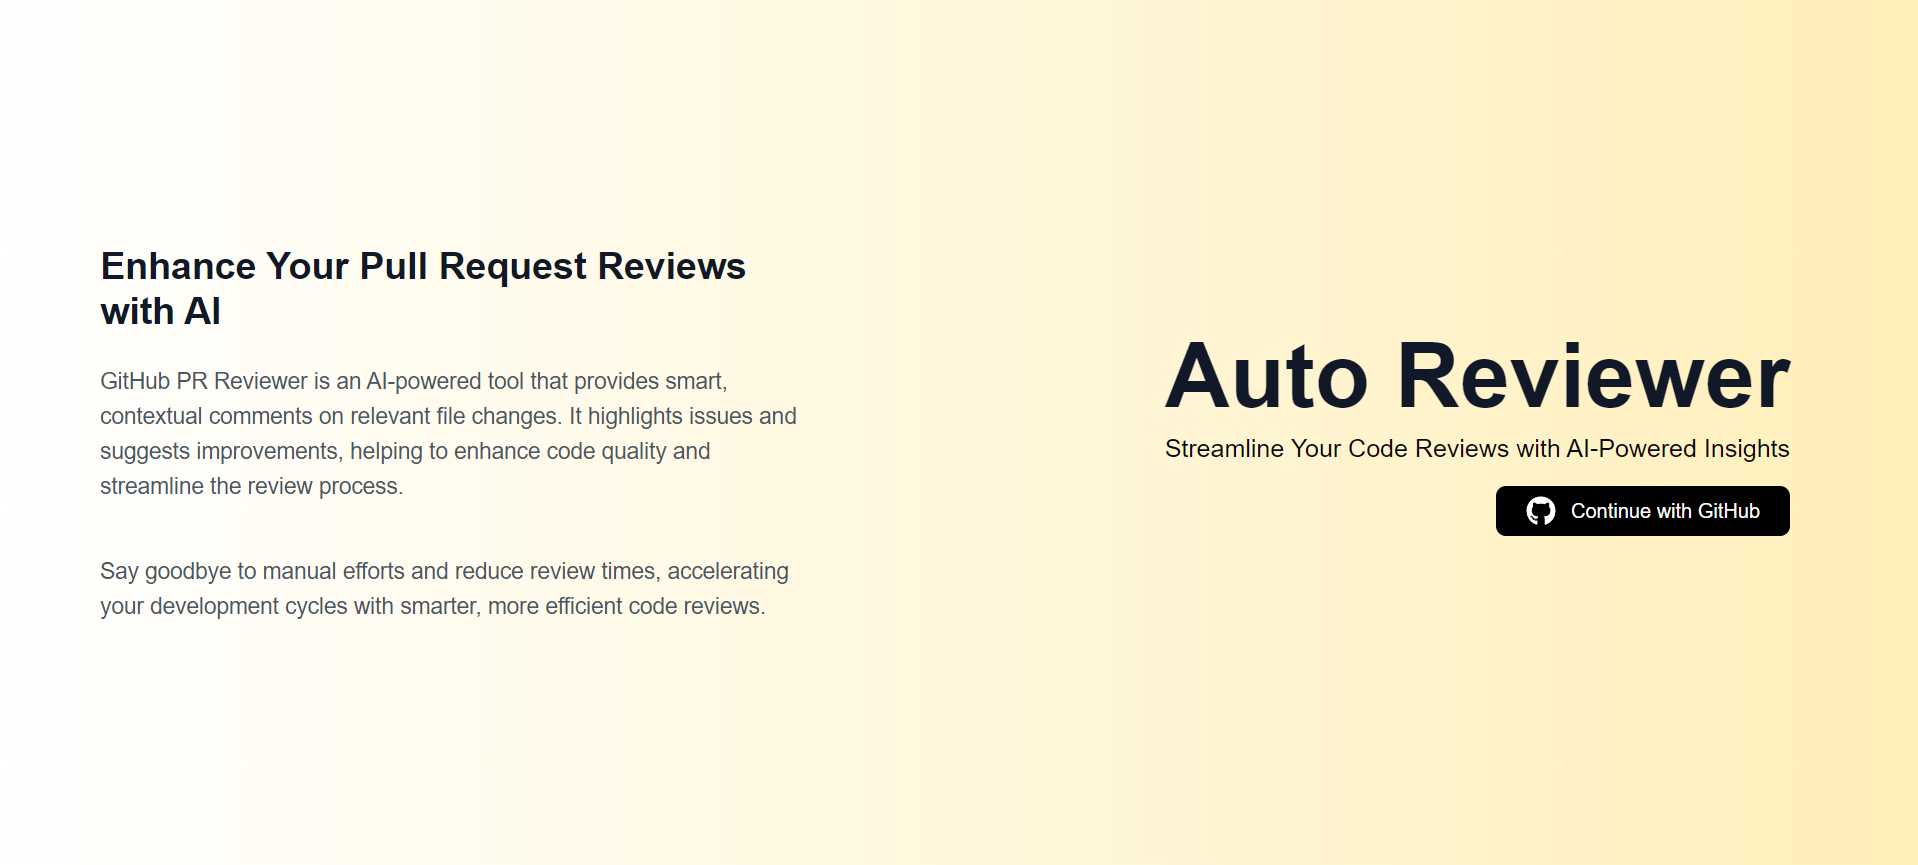 Enhance Your Pull Request Reviews
with AI
GitHub PR Reviewer is an AI-powered tool that provides smart,
contextual comments on relevant file changes. It highlights issues and
suggests improvements, helping to enhance code quality and
streamline the review process.
Say goodbye to manual efforts and reduce review times, accelerating
your development cycles with smarter, more efficient code reviews.
Auto Reviewer
Streamline Your Code Reviews with AI-Powered Insights
Continue with GitHub